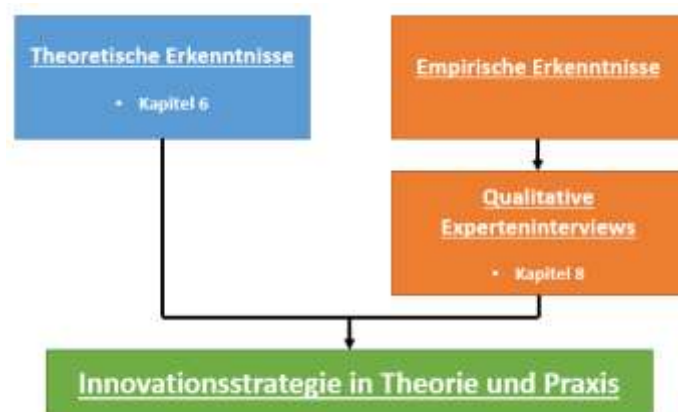 Theoretische Erkenntnisse
• Kapitel 6
Empirische Erkenntnisse
Qualitative
Experteninterviews
• Kapitel 8
Innovationsstrategie in Theorie und Praxis